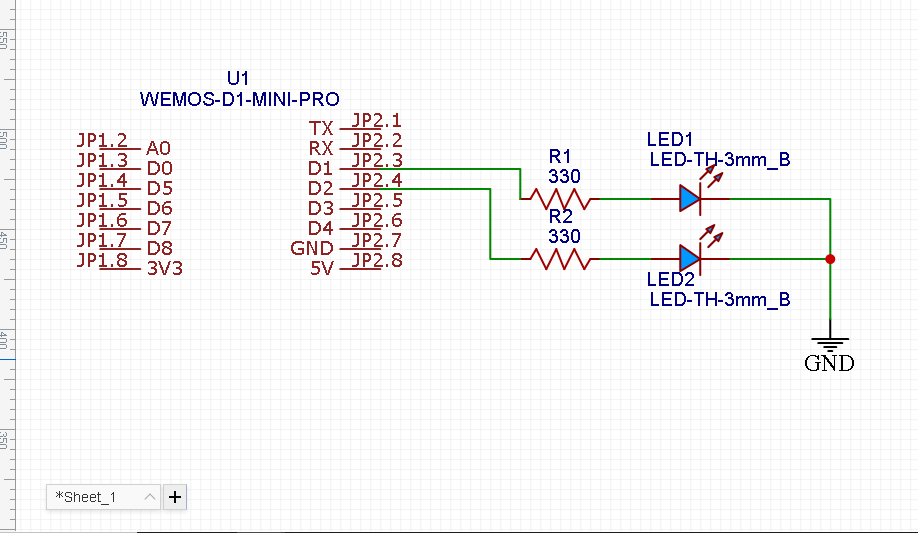 550
500
450
400
350
U1
WEMOS-D1-MINI-PRO
JP1.2 A0
JP1.3 D0
JP1.4 D5
JP1.5 D6
JP1.6 D7
JP1.7 D8
JP1.8 3V3
TX JP2.1
RX JP2.2
D1 JP2.3
D2 JP2.4
D3 JP2.5
D4 JP2.6
GND JP2.7
5V JP2.8
R1
330
R2
330
LED1
LED-TH-3mm_B
LED2
LED-TH-3mm_B
GND
*Sheet_1
+